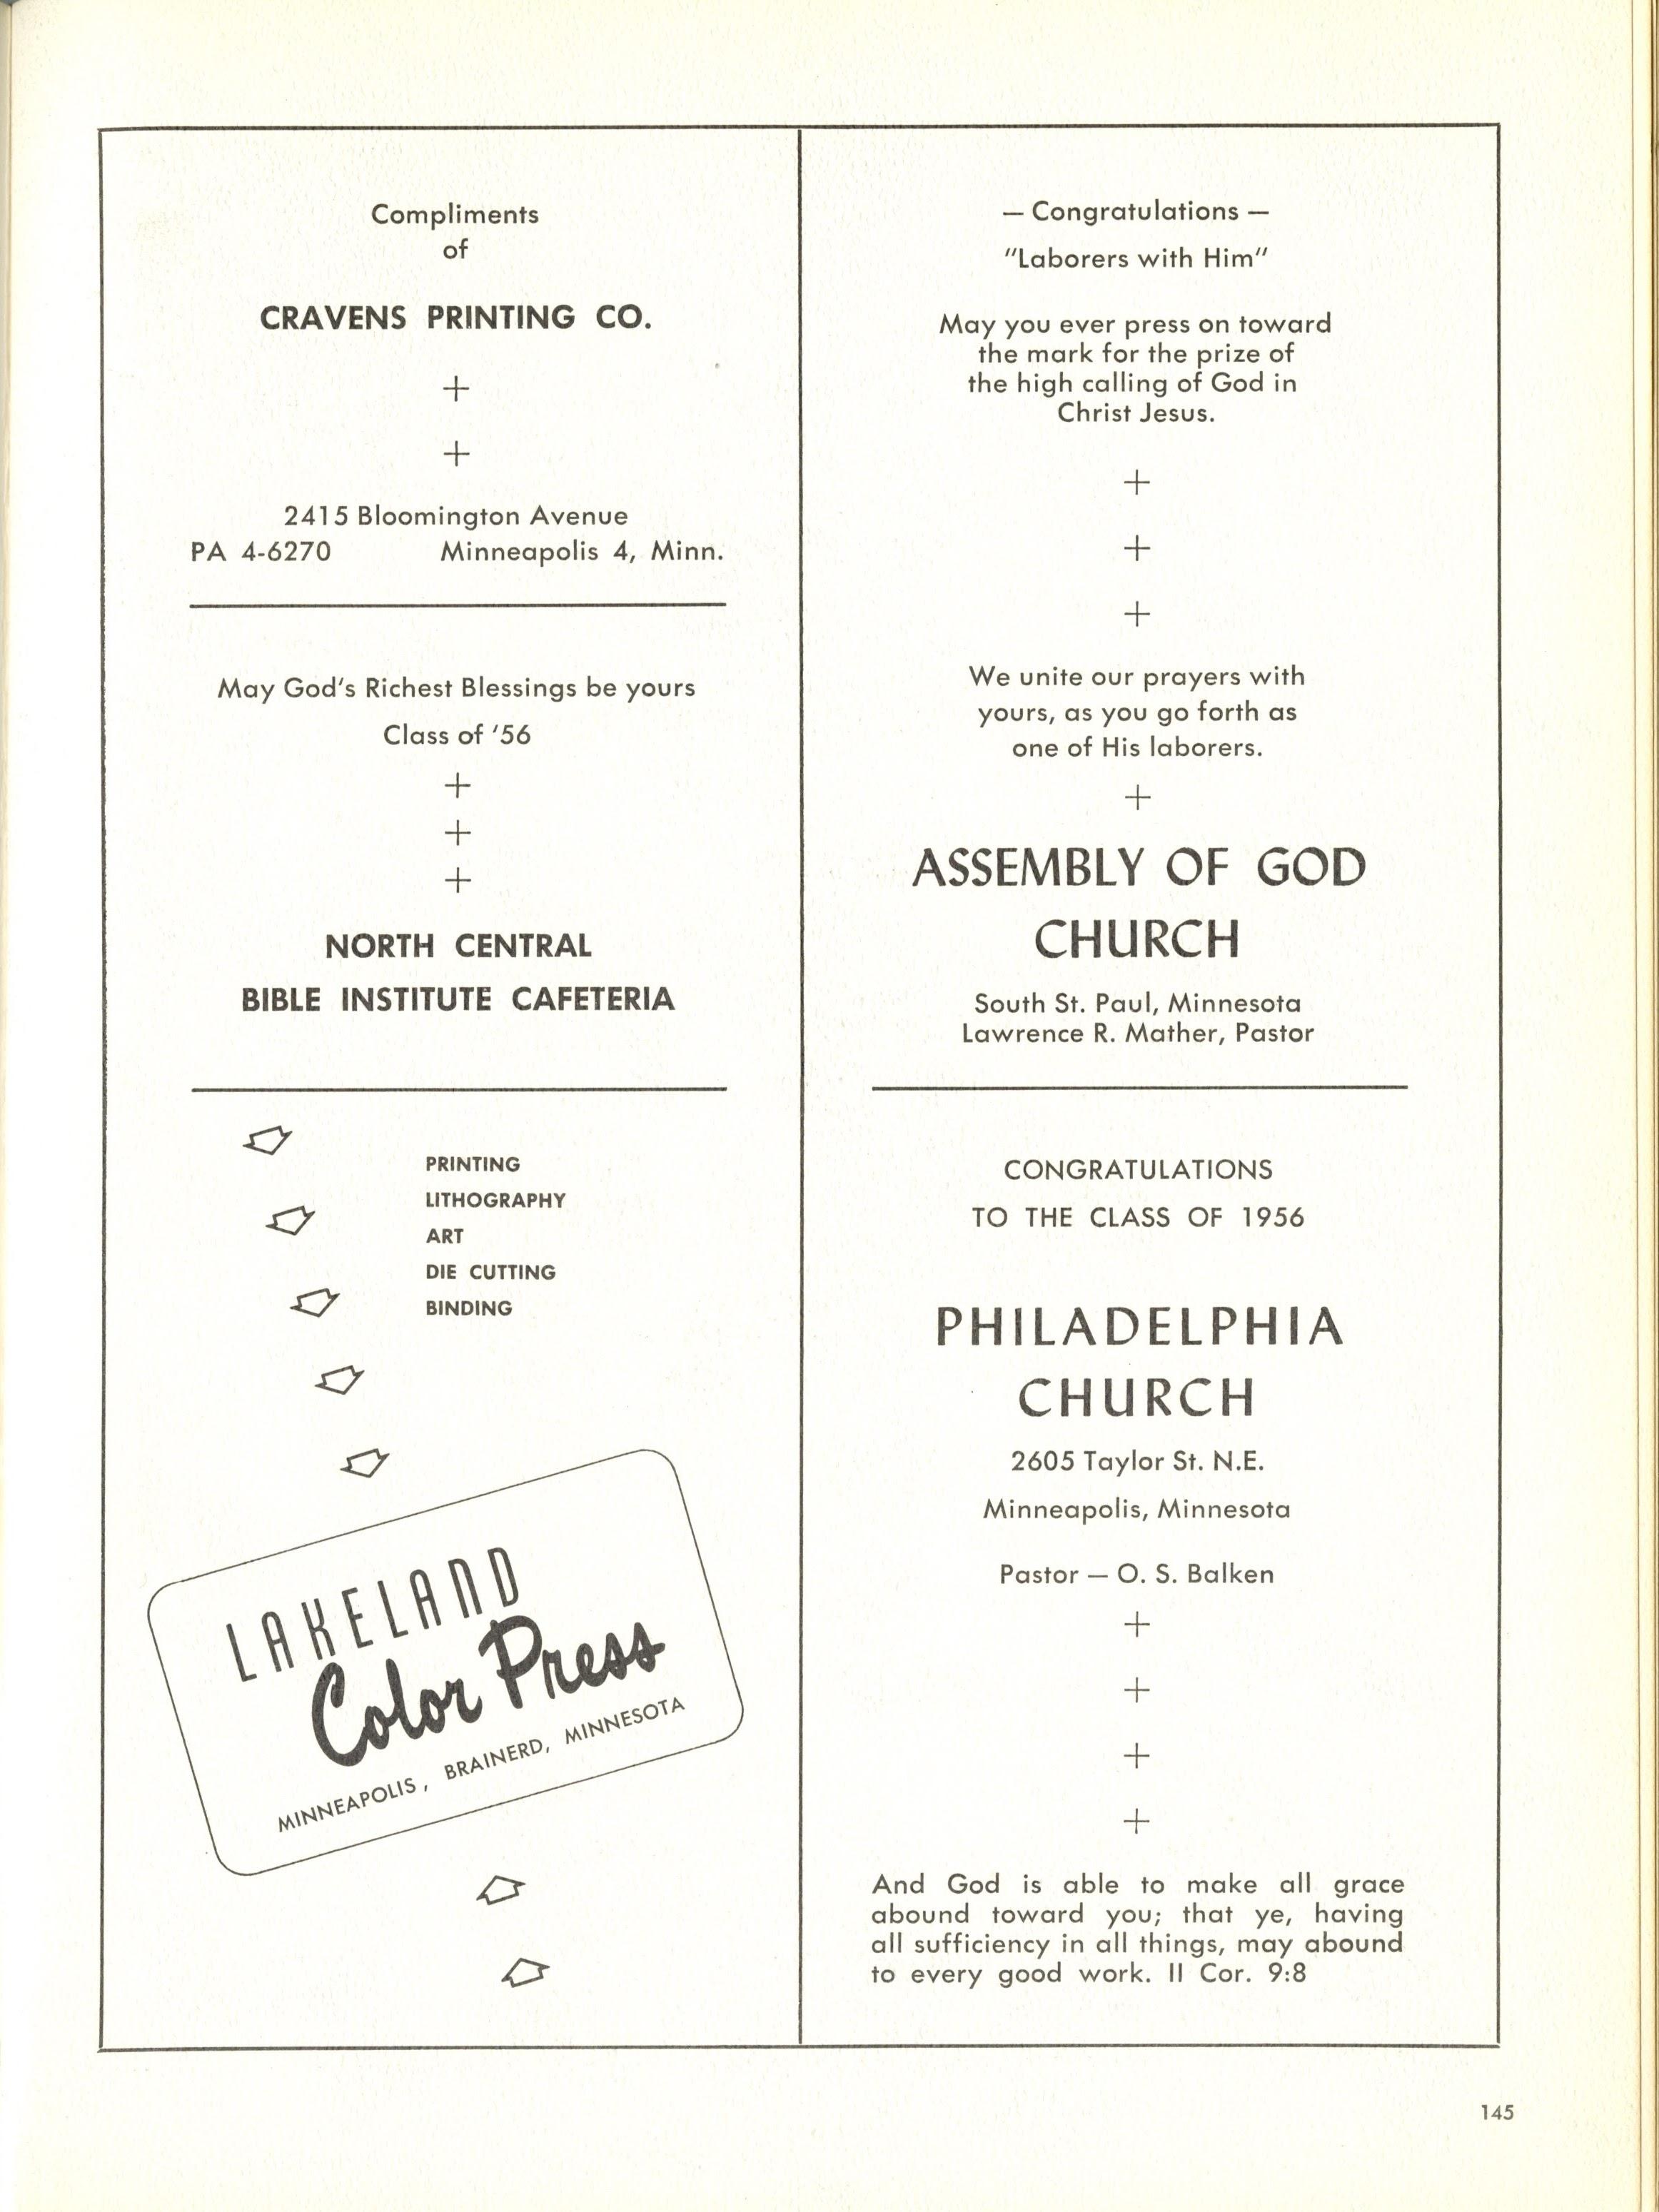 Compliments
of
CRAVENS PRINTING CO.
+
+
2415 Bloomington Avenue
PA 4-6270 Minneapolis 4, Minn.
May God's Richest Blessings be yours
Class of '56
+
+
+
NORTH CENTRAL
BIBLE INSTITUTE CAFETERIA
PRINTING
LITHOGRAPHY
ART
DIE CUTTING
BINDING
LAKELAND
Color Press
MINNEAPOLIS, BRAINERD, MINNESOTA
— Congratulations —
"Laborers with Him"
May you ever press on toward
the mark for the prize of
the high calling of God in
Christ Jesus.
+
+
+
We unite our prayers with
yours, as you go forth as
one of His laborers.
+
ASSEMBLY OF GOD
CHURCH
South St. Paul, Minnesota
Lawrence R. Mather, Pastor
CONGRATULATIONS
TO THE CLASS OF 1956
PHILADELPHIA
CHURCH
2605 Taylor St. N.E.
Minneapolis, Minnesota
Pastor — O. S. Balken
+
+
+
+
And God is able to make all grace
abound toward you; that ye, having
all sufficiency in all things, may abound
to every good work. II Cor. 9:8
145